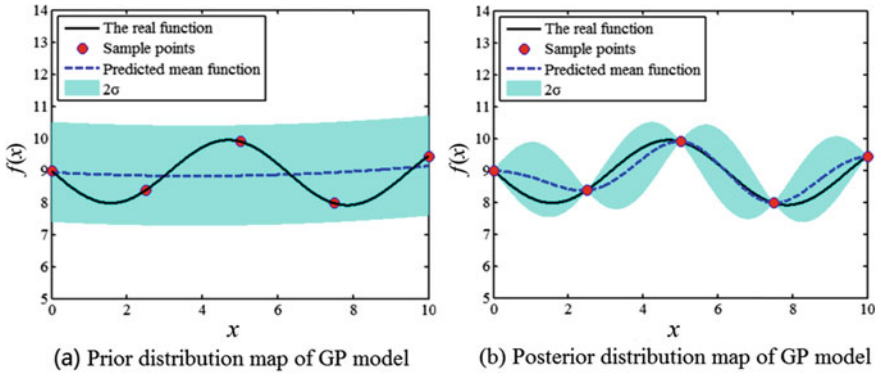 14
13
12
11
10
9
8
7
6
5
f(x)
The real function
Sample points
Predicted mean function
2σ
0
2
4
6
8
10
x
(a) Prior distribution map of GP model
14
13
12
11
10
9
8
7
6
5
f(x)
The real function
Sample points
Predicted mean function
2σ
0
2
4
6
8
10
x
(b) Posterior distribution map of GP model